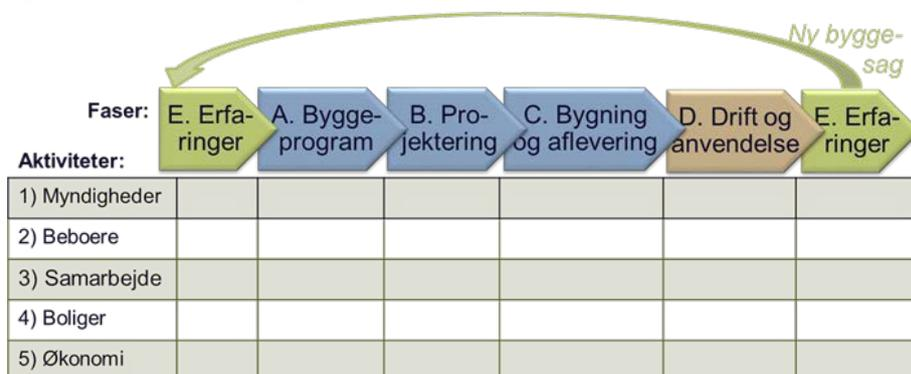 Ny bygge-
sag
Faser:
E. Erfa-
ringer
A. Bygge-
program
B. Pro-
jektering
C. Bygning
og aflevering
D. Drift og
anvendelse
E. Erfa-
ringer
Aktiviteter:
1) Myndigheder
2) Beboere
3) Samarbejde
4) Boliger
5) Økonomi